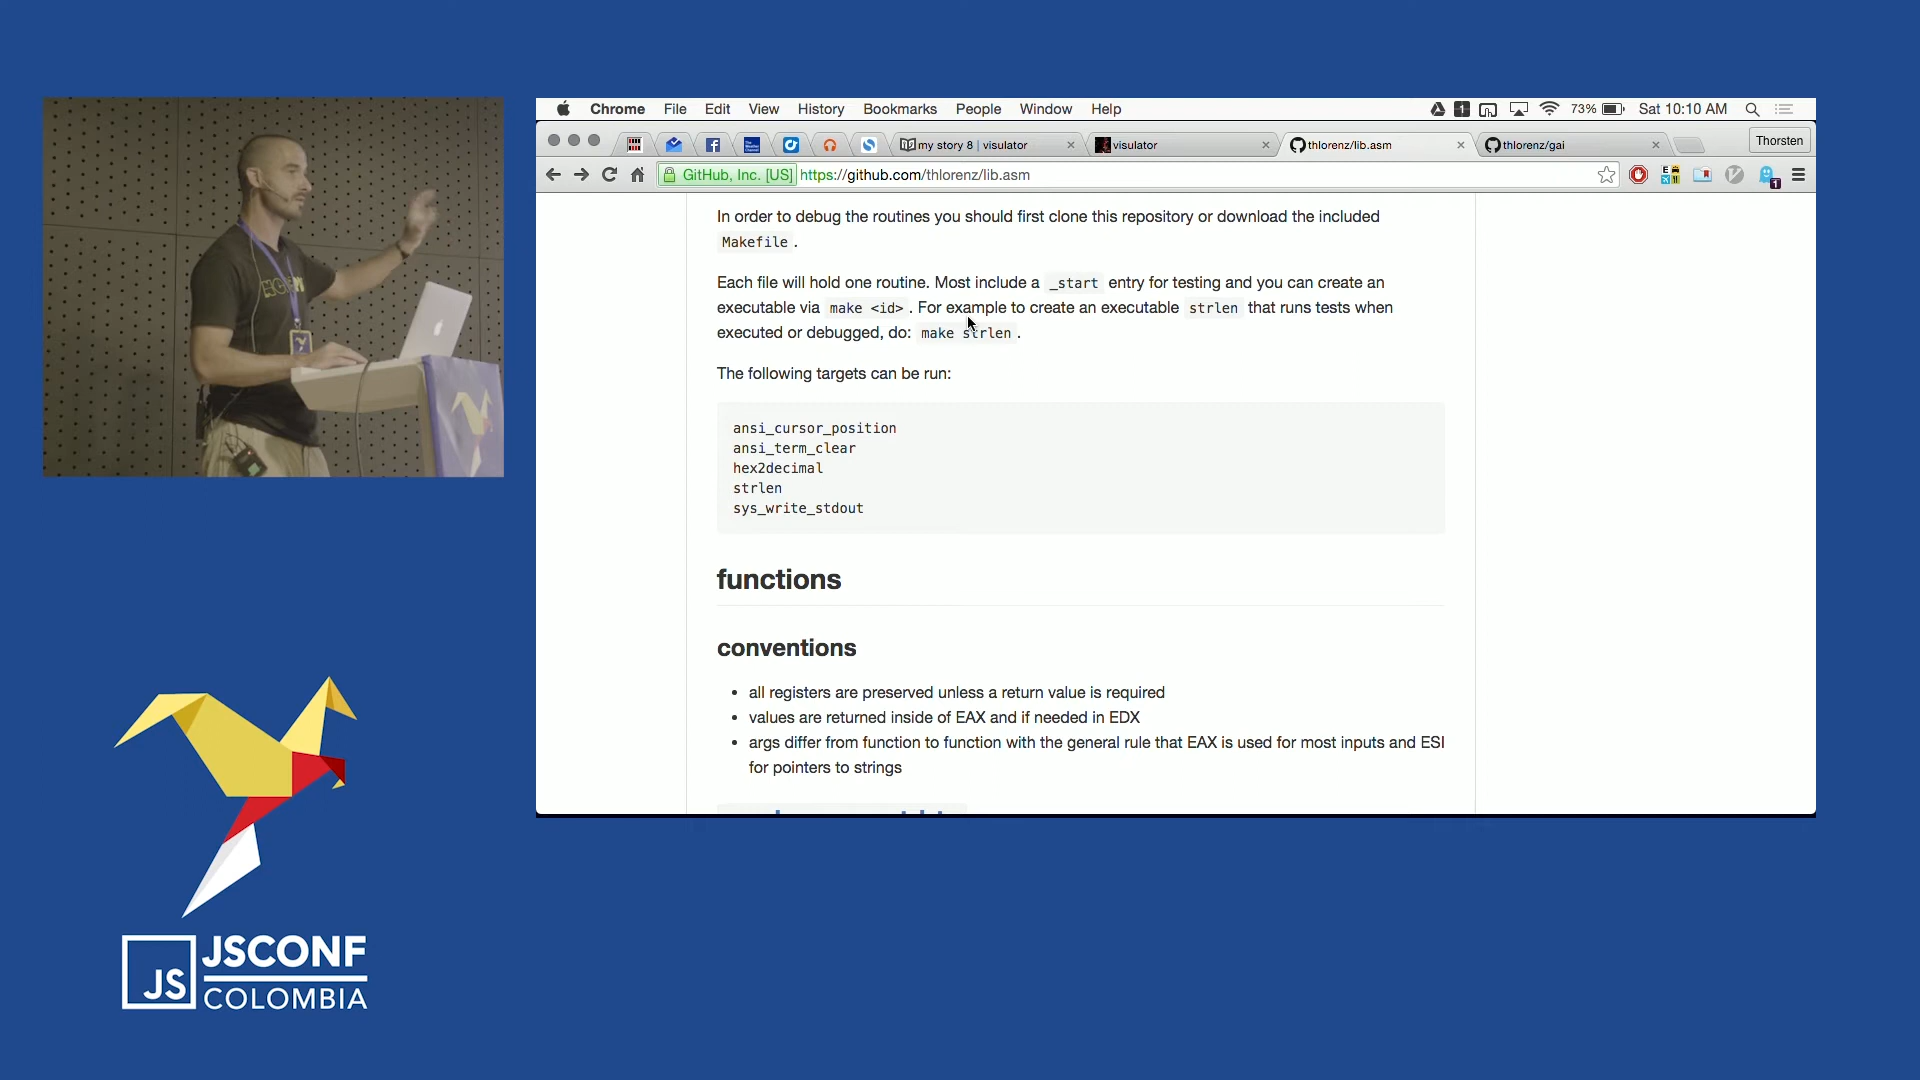 Chrome File Edit View History Bookmarks People Window Help 1 73% Sat 10:10 AM
my story 8 | visulator visulator thlorenz/lib.asm thlorenz/gai Thorsten
GitHub, Inc. [US] https://github.com/thlorenz/lib.asm 1
In order to debug the routines you should first clone this repository or download the included
Makefile .
Each file will hold one routine. Most include a _start entry for testing and you can create an
executable via make <id> . For example to create an executable strlen that runs tests when
executed or debugged, do: make strlen .
The following targets can be run:
ansi_cursor_position
ansi_term_clear
hex2decimal
strlen
sys_write_stdout
functions
conventions
• all registers are preserved unless a return value is required
• values are returned inside of EAX and if needed in EDX
• args differ from function to function with the general rule that EAX is used for most inputs and ESI
for pointers to strings
JS JSCONF
COLOMBIA